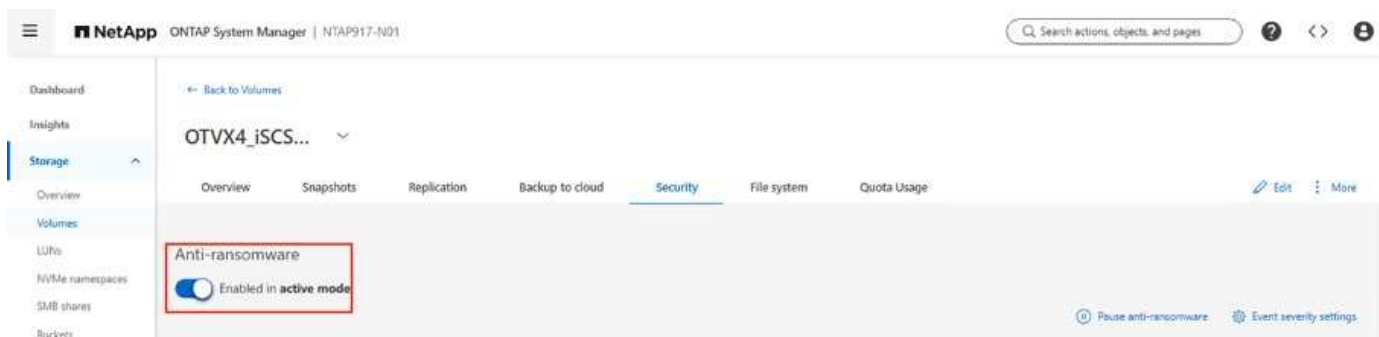 NetApp ONTAP System Manager | NTAP917-N01
Search actions, objects, and pages
Dashboard
Insights
Storage
Overview
Volumes
LUNs
NVMe namespaces
SMB shares
Buckets
← Back to Volumes
OTVX4_iSCS...
Overview Snapshots Replication Backup to cloud Security File system Quota Usage
Edit More
Anti-ransomware
Enabled in active mode
Pause anti-ransomware Event severity settings